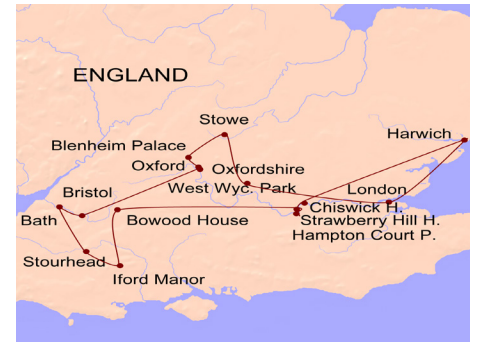 ENGLAND
Stowe
Harwich
Blenheim Palace
Oxford
Oxfordshire
West Wyc. Park
London
Bristol
Chiswick H.
Bath
Bowood House
Strawberry Hill H.
Hampton Court P.
Stourhead
Iford Manor